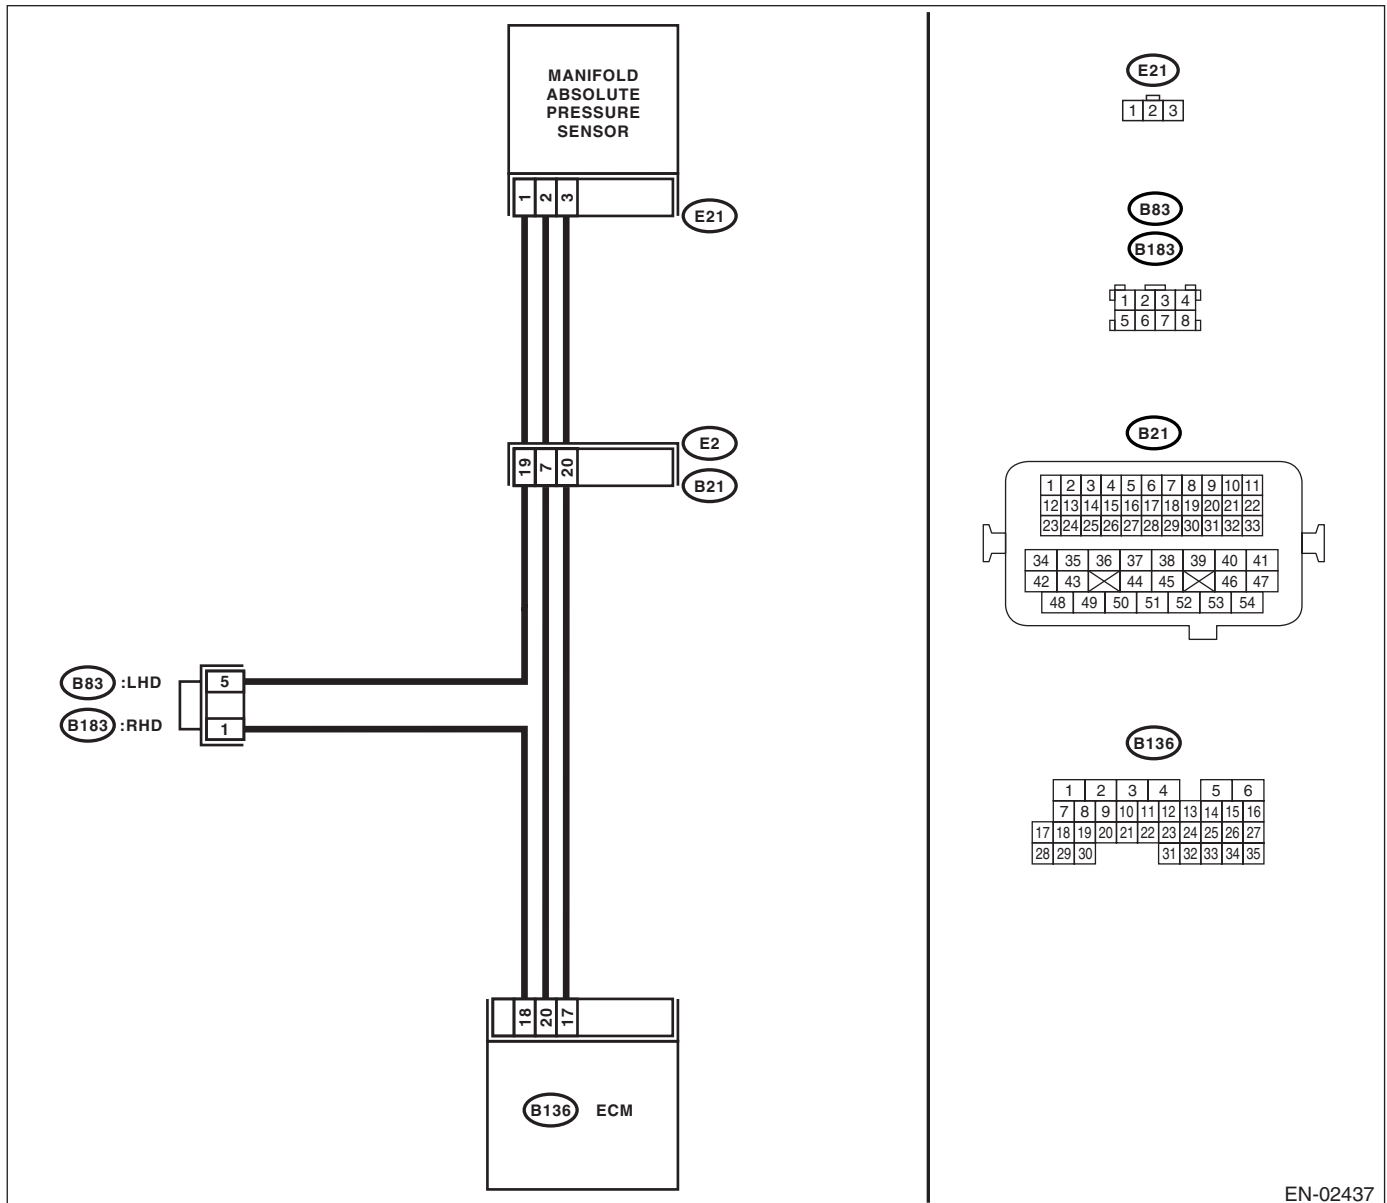 MANIFOLD
ABSOLUTE
PRESSURE
SENSOR
1 2 3
E21
E2
19 7 20
B21
B83 :LHD
5
B183 :RHD
1
18 20 17
B136 ECM
E21
1 2 3
B83
B183
1 2 3 4
5 6 7 8
B21
1 2 3 4 5 6 7 8 9 10 11
12 13 14 15 16 17 18 19 20 21 22
23 24 25 26 27 28 29 30 31 32 33
34 35 36 37 38 39 40 41
42 43 44 45 46 47
48 49 50 51 52 53 54
B136
1 2 3 4 5 6
7 8 9 10 11 12 13 14 15 16
17 18 19 20 21 22 23 24 25 26 27
28 29 30 31 32 33 34 35
EN-02437